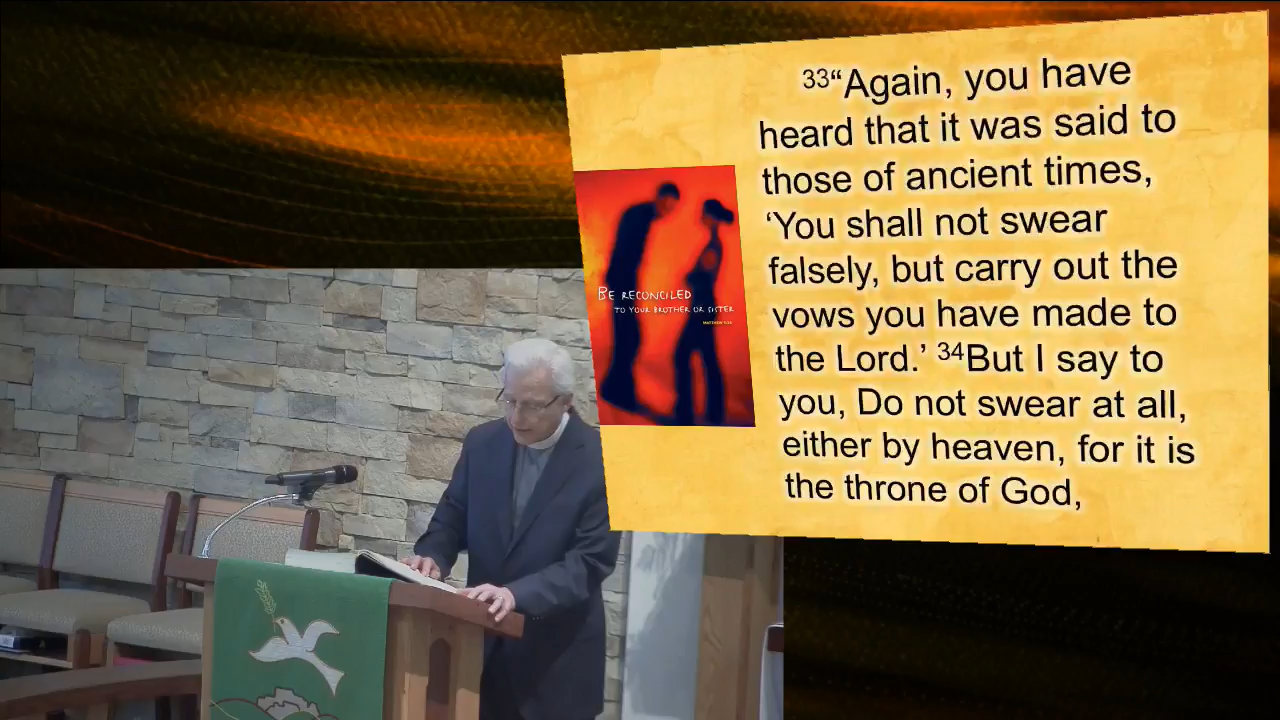 ³³“Again, you have
heard that it was said to
those of ancient times,
‘You shall not swear
falsely, but carry out the
vows you have made to
the Lord.’ ³⁴But I say to
you, Do not swear at all,
either by heaven, for it is
the throne of God,
BE RECONCILED
TO YOUR BROTHER OR SISTER